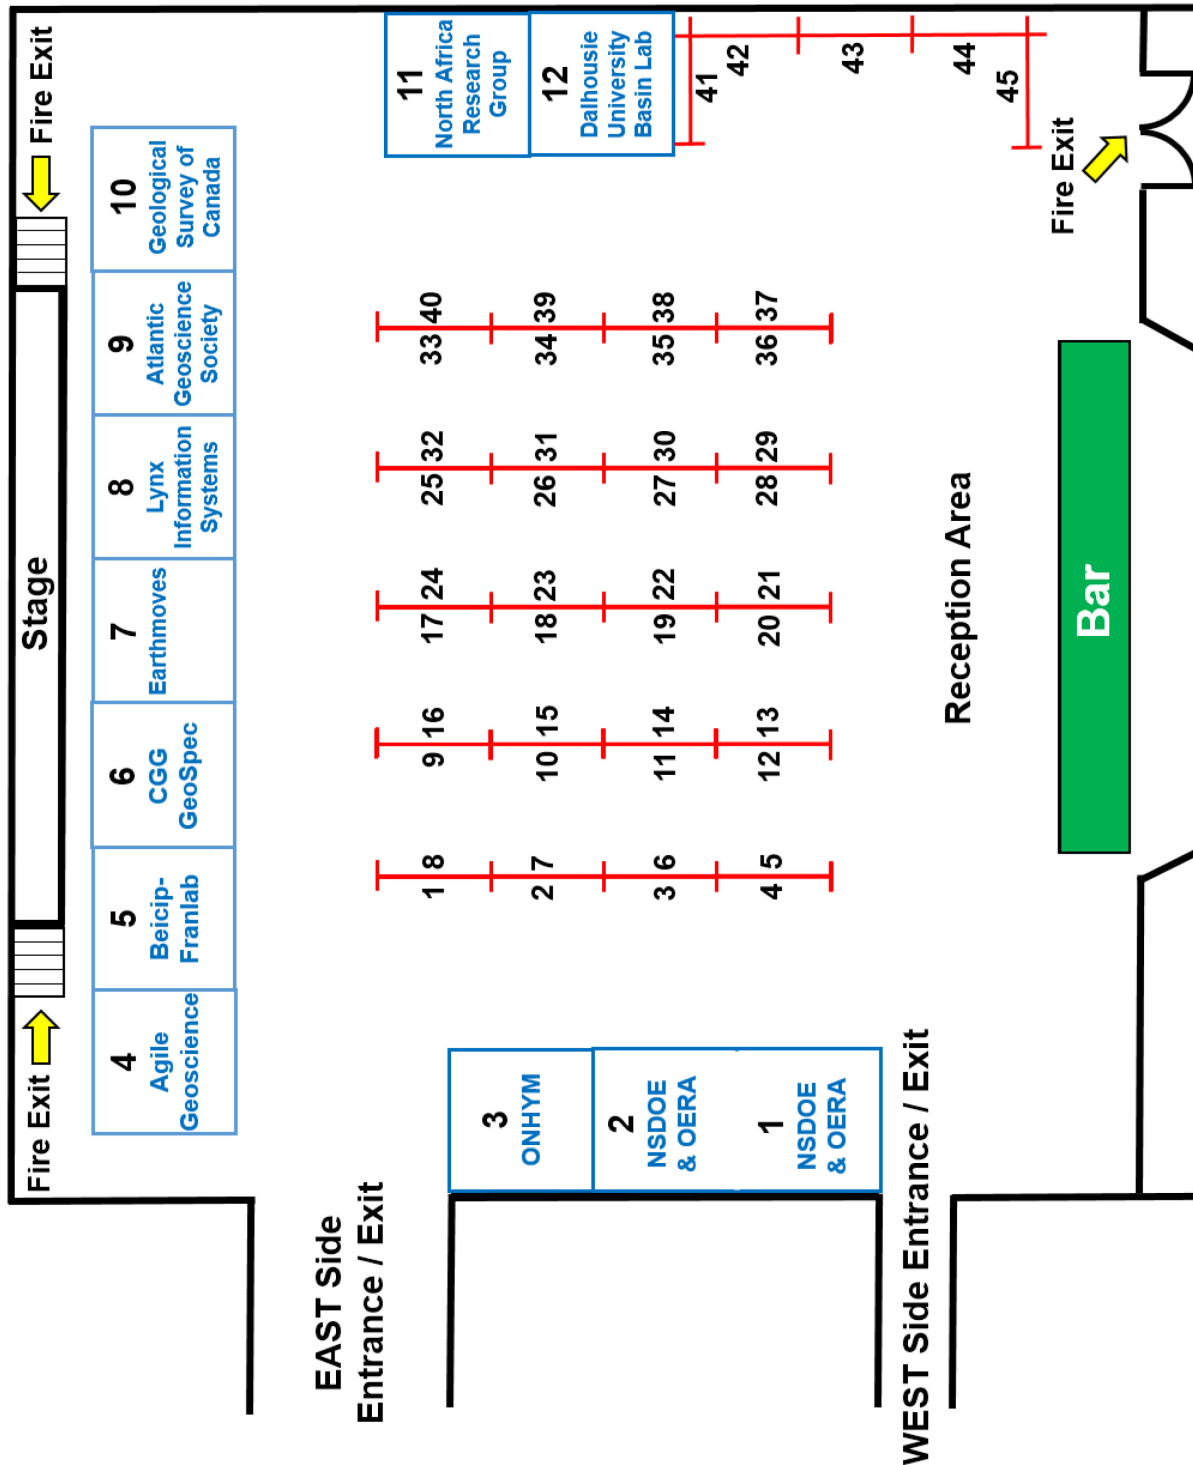 Fire Exit
Stage
Fire Exit
4
Agile
Geoscience
5
Beicip-
Franlab
6
CGG
GeoSpec
7
Earthmoves
8
Lynx
Information
Systems
9
Atlantic
Geoscience
Society
10
Geological
Survey of
Canada
EAST Side
Entrance / Exit
3
ONHYM
2
NSDOE
& OERA
1
NSDOE
& OERA
WEST Side Entrance / Exit
1 8
2 7
3 6
4 5
9 16
10 15
11 14
12 13
17 24
18 23
19 22
20 21
25 32
26 31
27 30
28 29
33 40
34 39
35 38
36 37
11
North Africa
Research
Group
12
Dalhousie
University
Basin Lab
41
42
43
44
45
Reception Area
Bar
Fire Exit